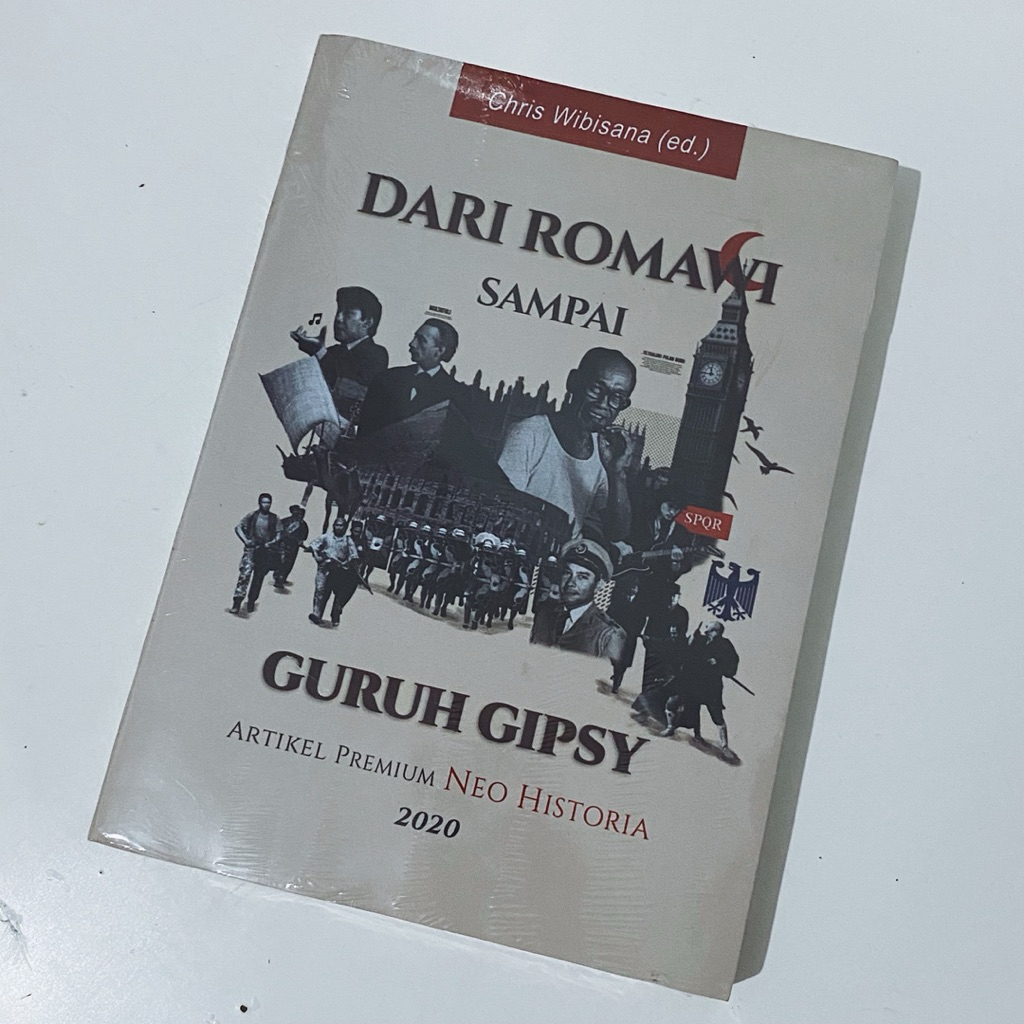 Chris Wibisana (ed.)
DARI ROMAWI
SAMPAI
SPQR
GURUH GIPSY
ARTIKEL PREMIUM NEO HISTORIA
2020